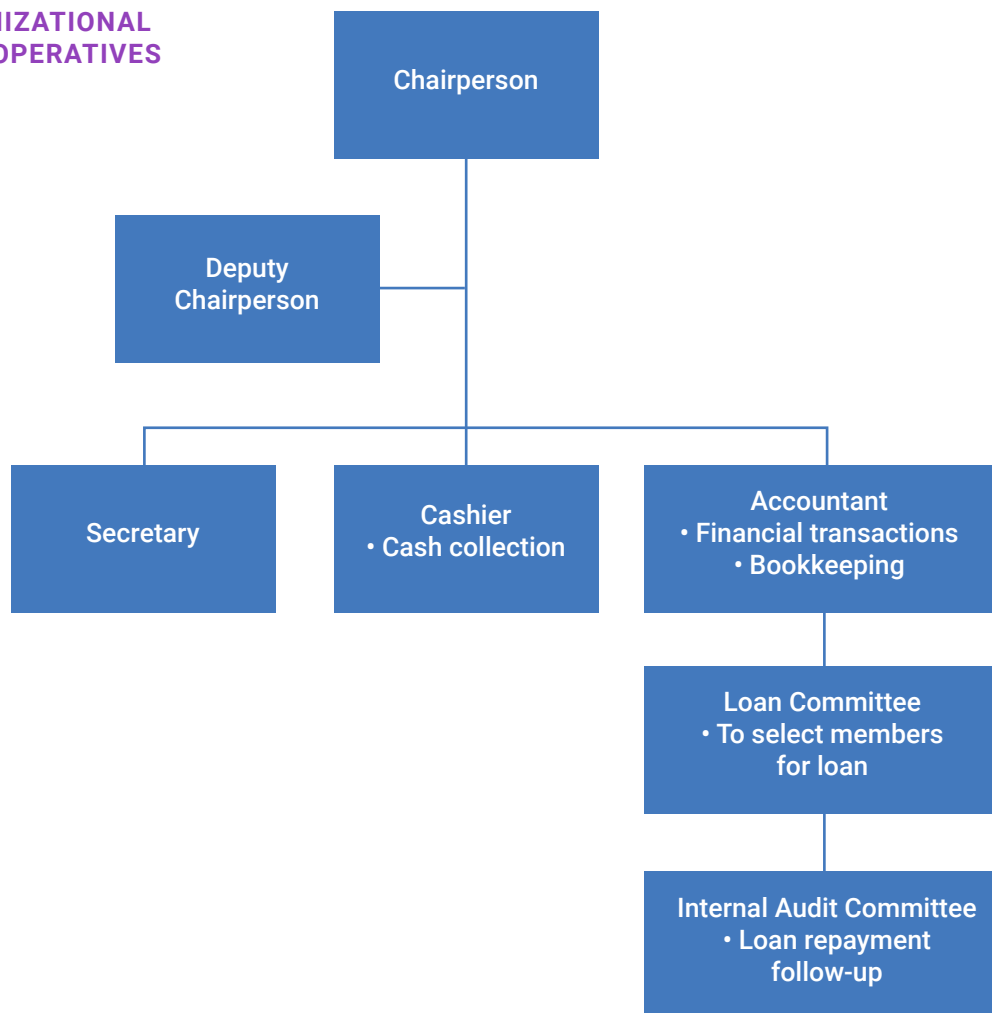 NIZATIONAL
OPERATIVES
Chairperson
Deputy
Chairperson
Secretary
Cashier
• Cash collection
Accountant
• Financial transactions
• Bookkeeping
Loan Committee
• To select members
for loan
Internal Audit Committee
• Loan repayment
follow-up